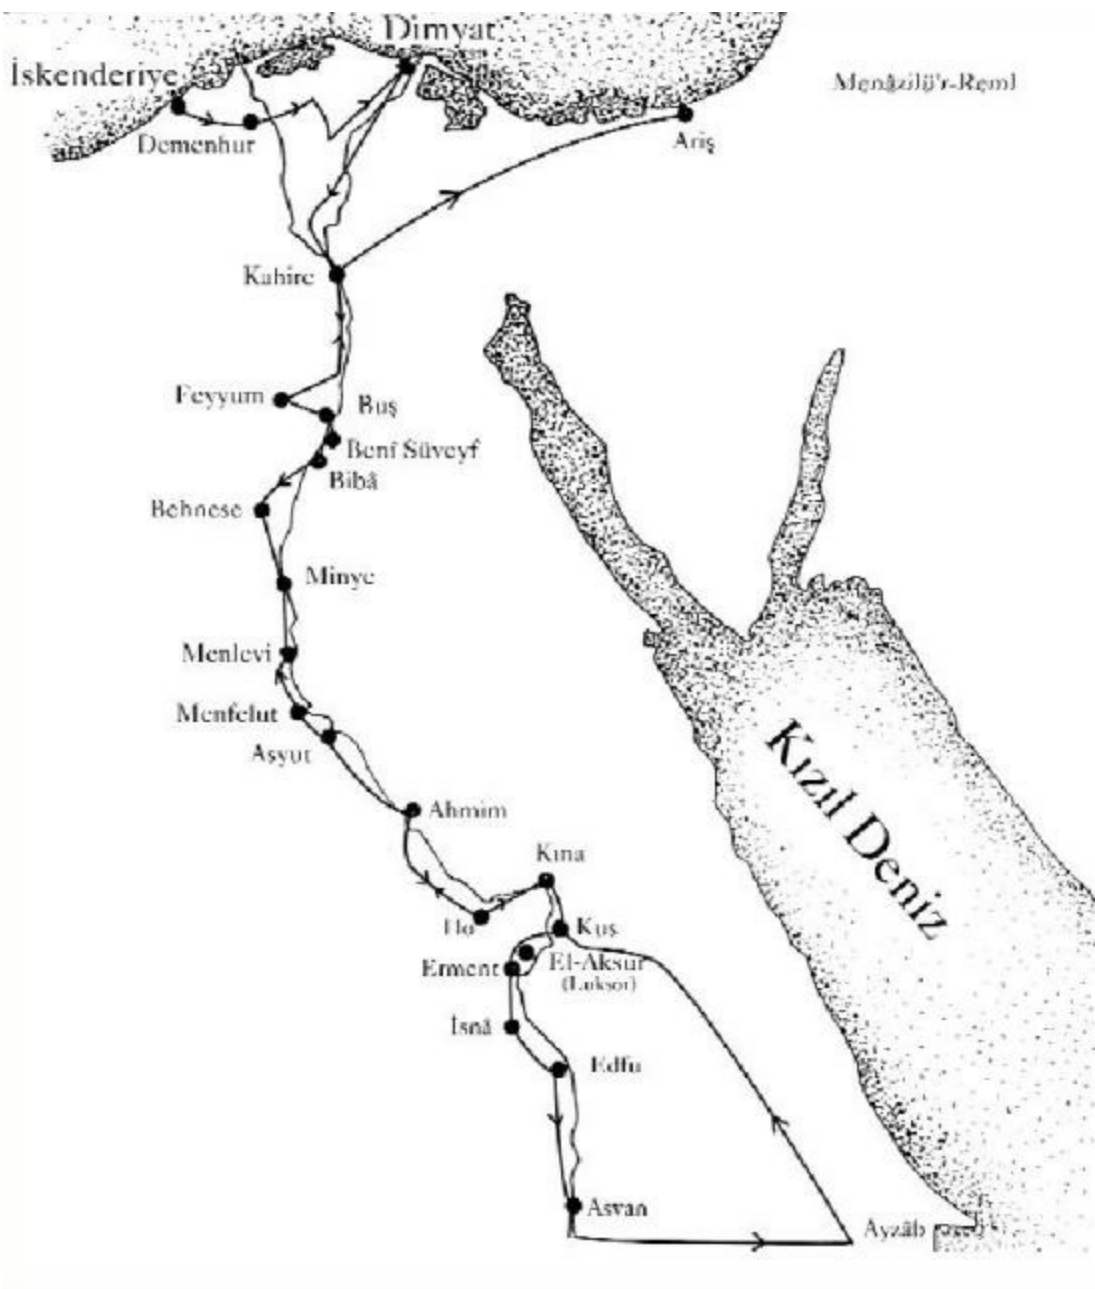 Dimyat
İskenderiye
Menâzilü'r-Reml
Demenhur
Ariş
Kahire
Feyyum
Buş
Benî Süveyf
Bibâ
Behnese
Minye
Menlevi
Menfelut
Asyut
Ahmim
Kına
Ho
Kuş
Erment
El-Aksur
(Luksor)
İsnâ
Edfu
Asvan
Ayzâb
Kızıl Deniz